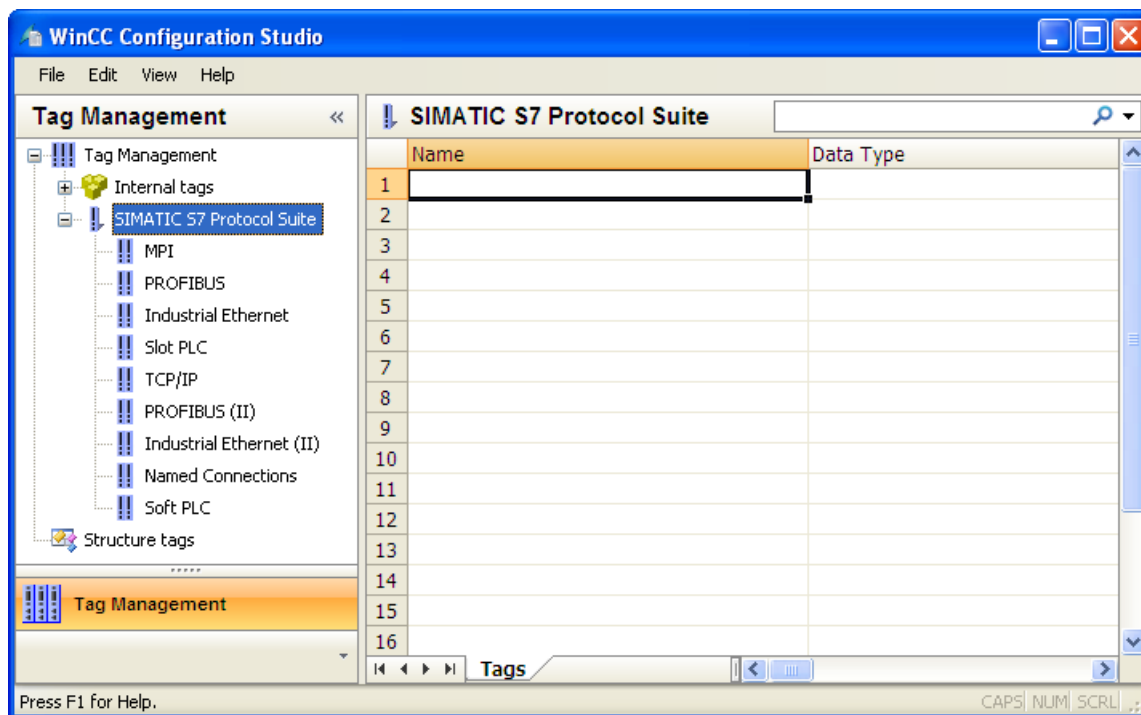 WinCC Configuration Studio
File Edit View Help
Tag Management «
SIMATIC S7 Protocol Suite
Tag Management
Internal tags
SIMATIC S7 Protocol Suite
MPI
PROFIBUS
Industrial Ethernet
Slot PLC
TCP/IP
PROFIBUS (II)
Industrial Ethernet (II)
Named Connections
Soft PLC
Structure tags
Tag Management
Name Data Type
1
2
3
4
5
6
7
8
9
10
11
12
13
14
15
16
Tags
Press F1 for Help.
CAPS NUM SCRL